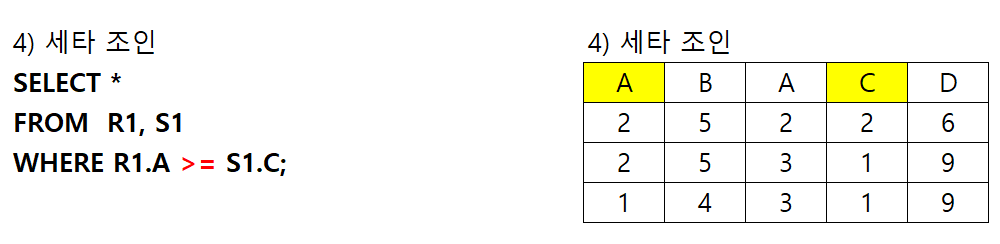 4) 세타 조인
SELECT *
FROM R1, S1
WHERE R1.A >= S1.C;
4) 세타 조인
A B A C D
2 5 2 2 6
2 5 3 1 9
1 4 3 1 9